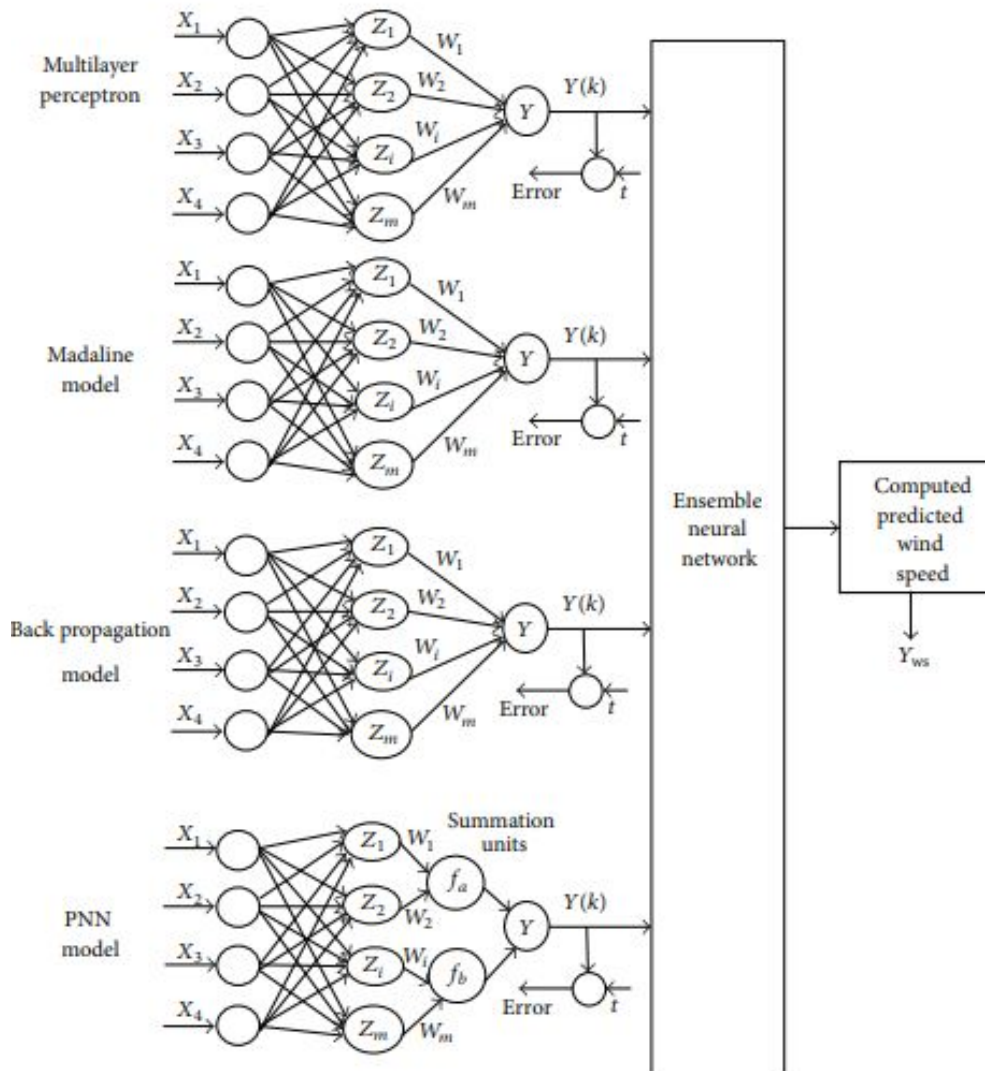 Multilayer
perceptron
X1
X2
X3
X4
Z1
Z2
Zi
Zm
W1
W2
Wi
Wm
Y
Y(k)
Error
t
Madaline
model
X1
X2
X3
X4
Z1
Z2
Zi
Zm
W1
W2
Wi
Wm
Y
Y(k)
Error
t
Back propagation
model
X1
X2
X3
X4
Z1
Z2
Zi
Zm
W1
W2
Wi
Wm
Y
Y(k)
Error
t
PNN
model
X1
X2
X3
X4
Z1
Z2
Zi
Zm
W1
W2
Wi
Wm
Summation
units
fa
fb
Y
Y(k)
Error
t
Ensemble
neural
network
Computed
predicted
wind
speed
Yws